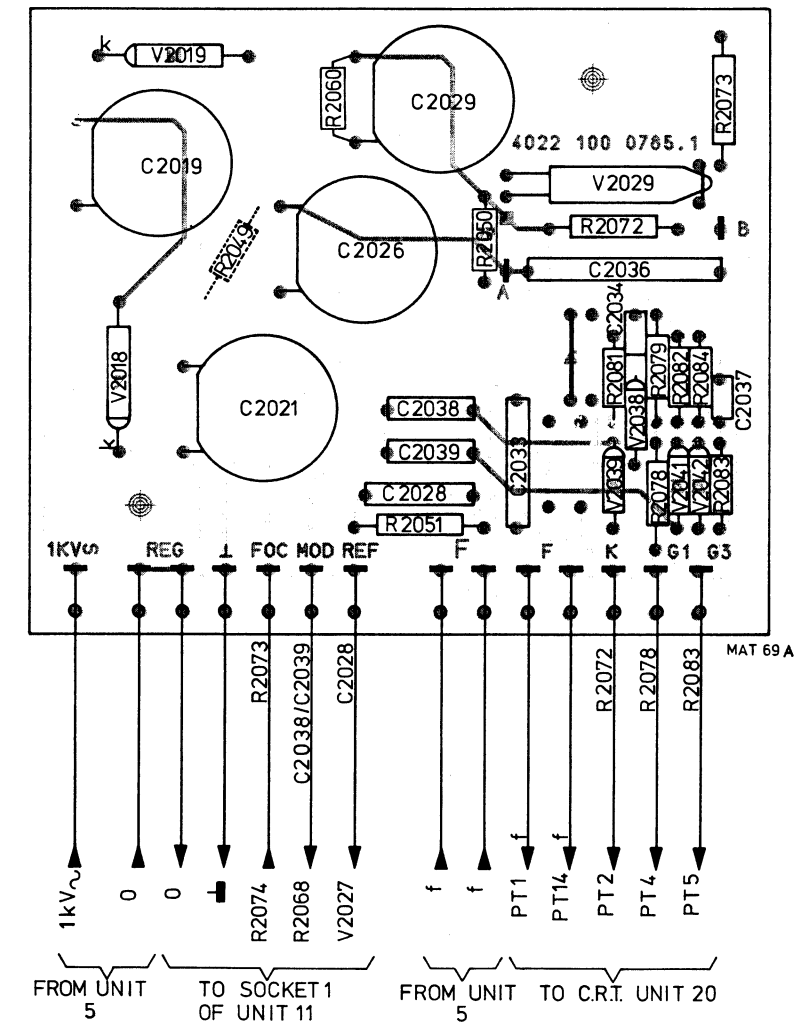 k
V2019
R2060
C2029
R2073
C2019
4022 100 0765.1
V2029
R2049
C2026
R2050
R2072
B
C2036
A
C2034
V2018
R2081
R2079
R2082
R2084
C2037
C2021
C2038
V2038
k
C2039
C2033
V2039
R2078
V2041
V2042
R2083
C2028
R2051
1KVS REG ⊥ FOC MOD REF F F K G1 G3
MAT 69 A
R2073
C2038/C2039
C2028
R2072
R2078
R2083
1kV~
0
0
⊥
R2074
R2068
V2027
f
f
f
PT1
f
PT14
PT2
PT4
PT5
FROM UNIT
5
TO SOCKET 1
OF UNIT 11
FROM UNIT
5
TO C.R.T. UNIT 20